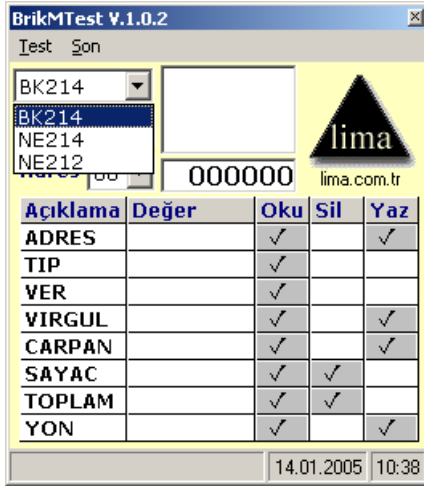 BrikMTest V.1.0.2
Test Son
BK214
BK214
NE214
NE212
lima
000000
lima.com.tr
Açıklama Değer Oku Sil Yaz
ADRES
TIP
VER
VIRGUL
CARPAN
SAYAC
TOPLAM
YON
14.01.2005 10:38